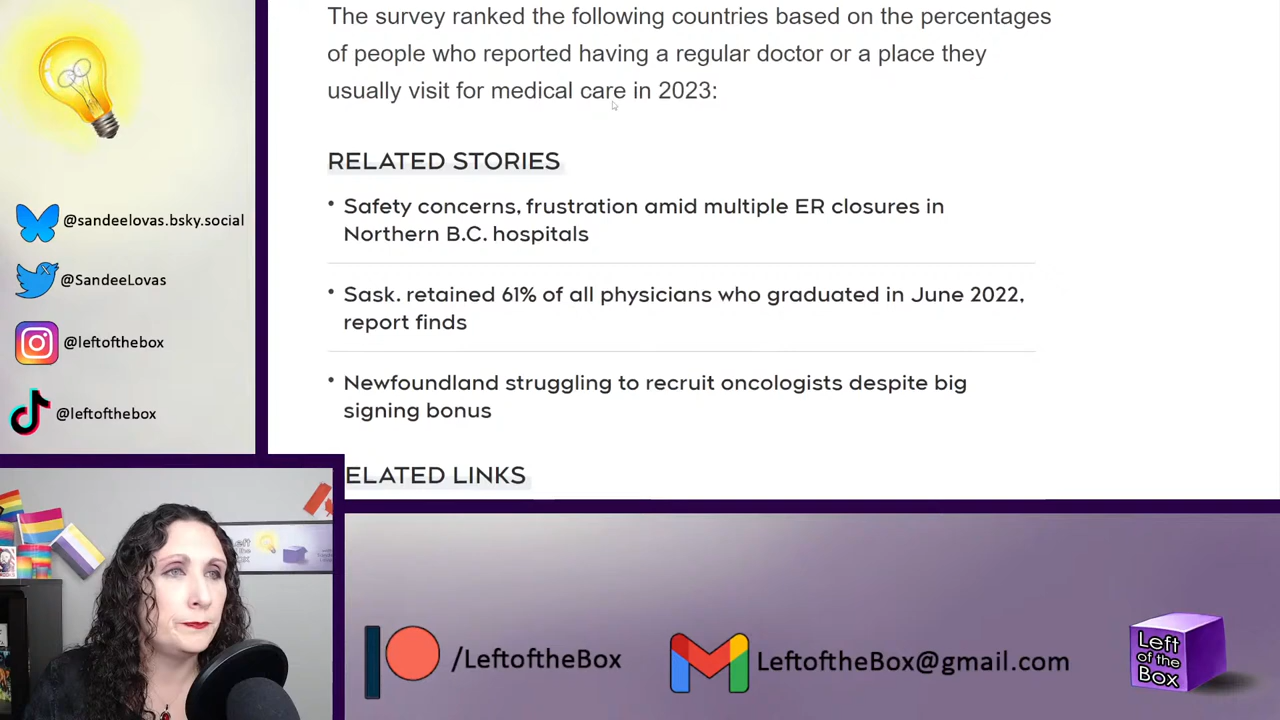 The survey ranked the following countries based on the percentages
of people who reported having a regular doctor or a place they
usually visit for medical care in 2023:
RELATED STORIES
• Safety concerns, frustration amid multiple ER closures in
Northern B.C. hospitals
• Sask. retained 61% of all physicians who graduated in June 2022,
report finds
• Newfoundland struggling to recruit oncologists despite big
signing bonus
ELATED LINKS
@sandeelovas.bsky.social
@SandeeLovas
@leftofthebox
@leftofthebox
/LeftoftheBox
LeftoftheBox@gmail.com
Left
of the
Box